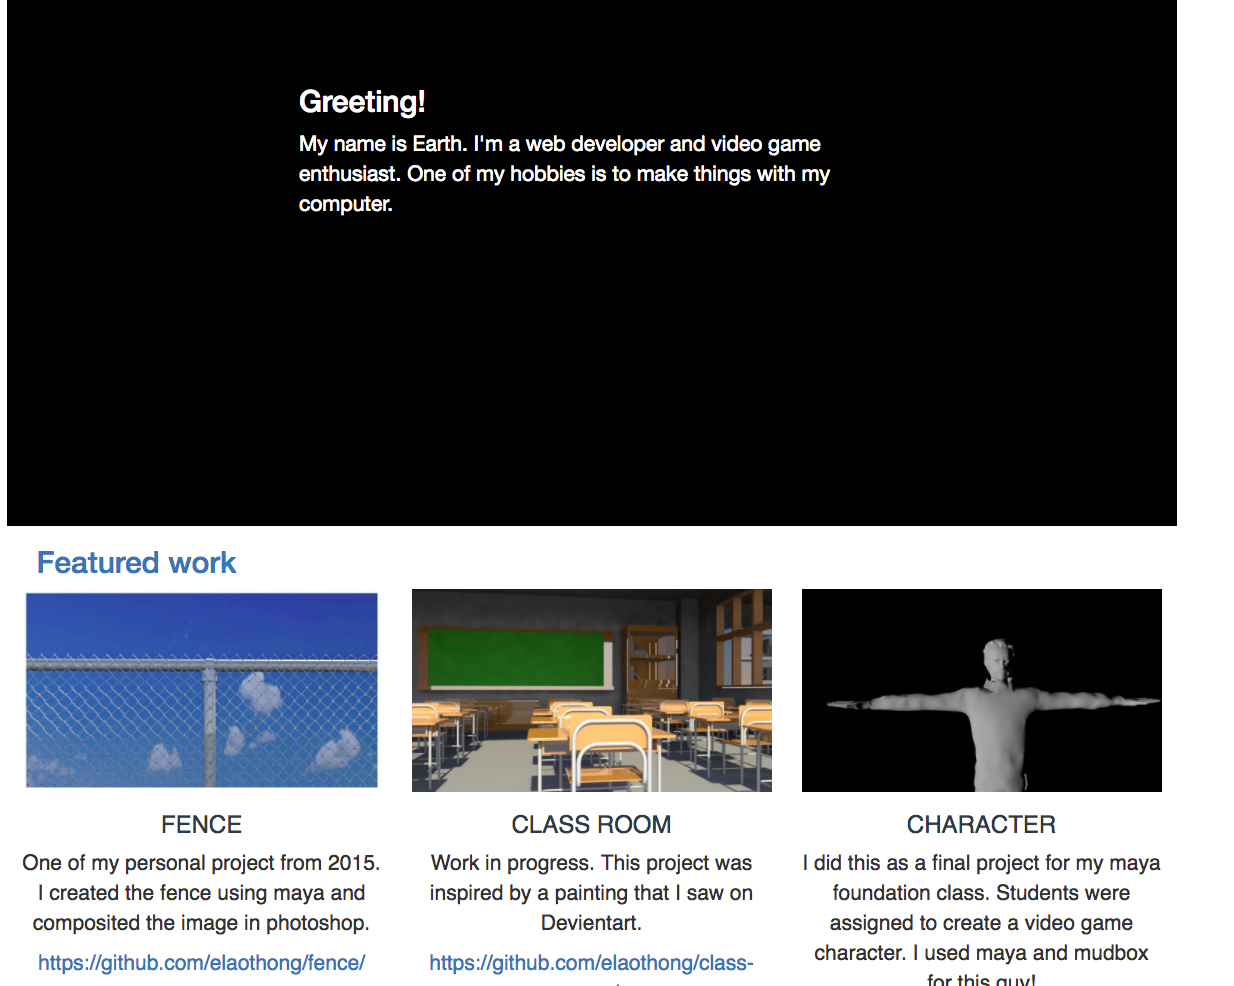 Greeting!
My name is Earth. I'm a web developer and video game
enthusiast. One of my hobbies is to make things with my
computer.
Featured work
FENCE
One of my personal project from 2015.
I created the fence using maya and
composited the image in photoshop.
https://github.com/elaothong/fence/
CLASS ROOM
Work in progress. This project was
inspired by a painting that I saw on
Devientart.
https://github.com/elaothong/class-
CHARACTER
I did this as a final project for my maya
foundation class. Students were
assigned to create a video game
character. I used maya and mudbox
for this guy!